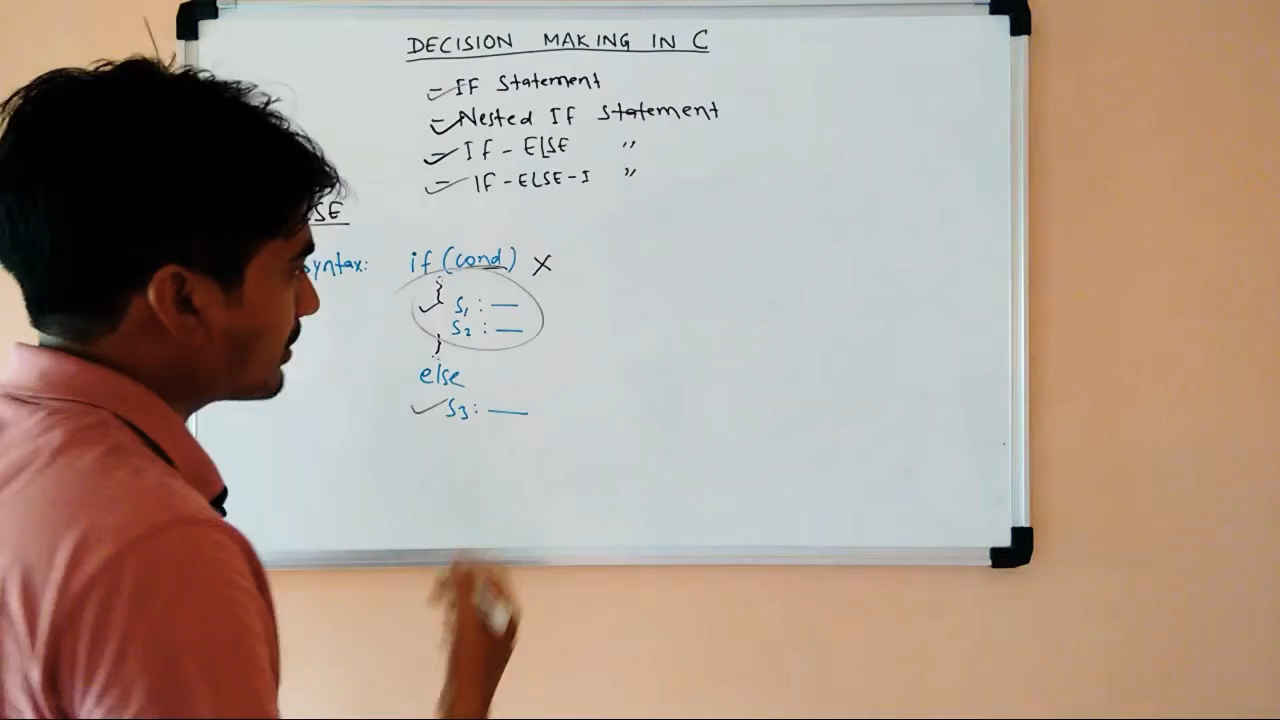 DECISION MAKING IN C
- IF Statement
- Nested IF Statement
- IF - ELSE "
- IF - ELSE - I "
Syntax: if (cond) X
{
S1 : —
S2 : —
}
else
S3 : —